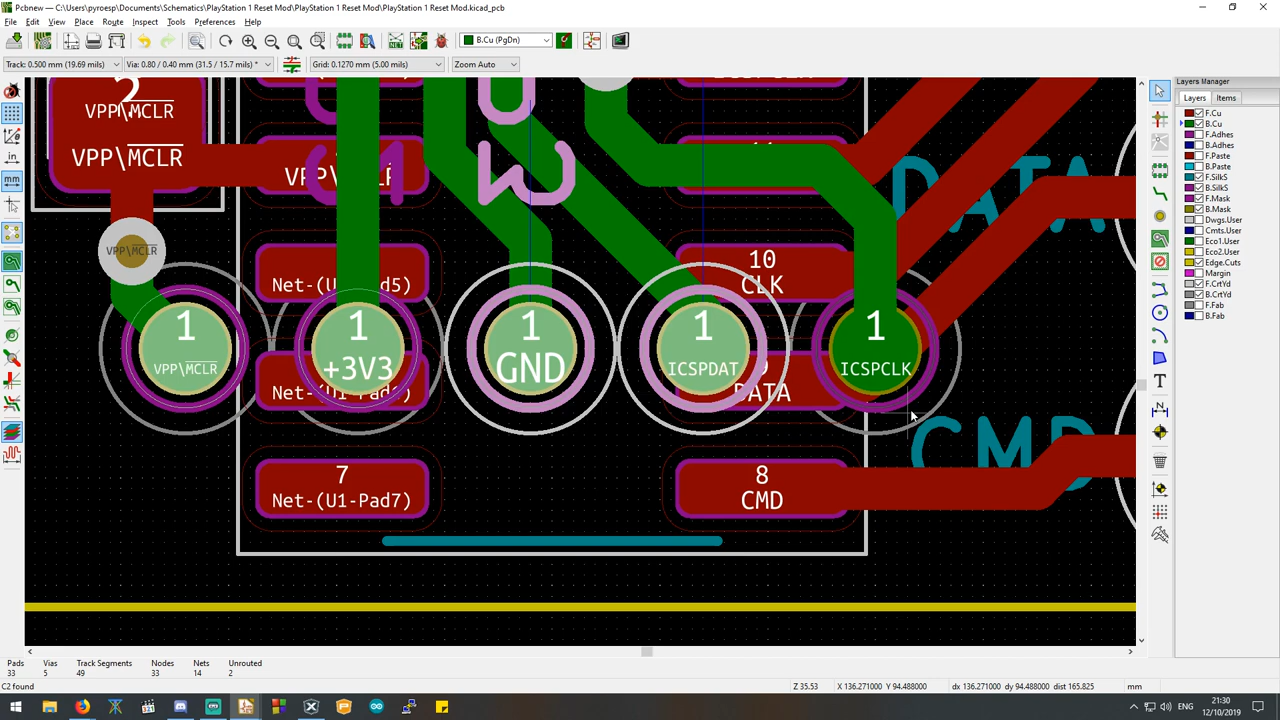 Pcbnew — C:\Users\pyroesp\Documents\Schematics\PlayStation 1 Reset Mod\PlayStation 1 Reset Mod\PlayStation 1 Reset Mod.kicad_pcb
File Edit View Place Route Inspect Tools Preferences Help
B.Cu (PgDn)
Track: 0.500 mm (19.69 mils) Via: 0.80 / 0.40 mm (31.5 / 15.7 mils) * Grid: 0.1270 mm (5.00 mils) Zoom Auto
in
mm
Layers Manager
Layers Items
F.Cu
B.Cu
F.Adhes
B.Adhes
F.Paste
B.Paste
F.SilkS
B.SilkS
F.Mask
B.Mask
Dwgs.User
Cmts.User
Eco1.User
Eco2.User
Edge.Cuts
Margin
F.CrtYd
B.CrtYd
F.Fab
B.Fab
2
VPP\MCLR
VPP\MCLR
VPP\MCLR
DATA
10
CLK
1
VPP\MCLR
1
+3V3
1
GND
1
ICSPDAT
1
ICSPCLK
DATA
CMD
7
Net-(U1-Pad7)
8
CMD
Pads Vias Track Segments Nodes Nets Unrouted
33 5 49 33 14 2
C2 found
Z 35.53 X 136.271000 Y 94.488000 dx 136.271000 dy 94.488000 dist 165.825 mm
ENG
21:30
12/10/2019